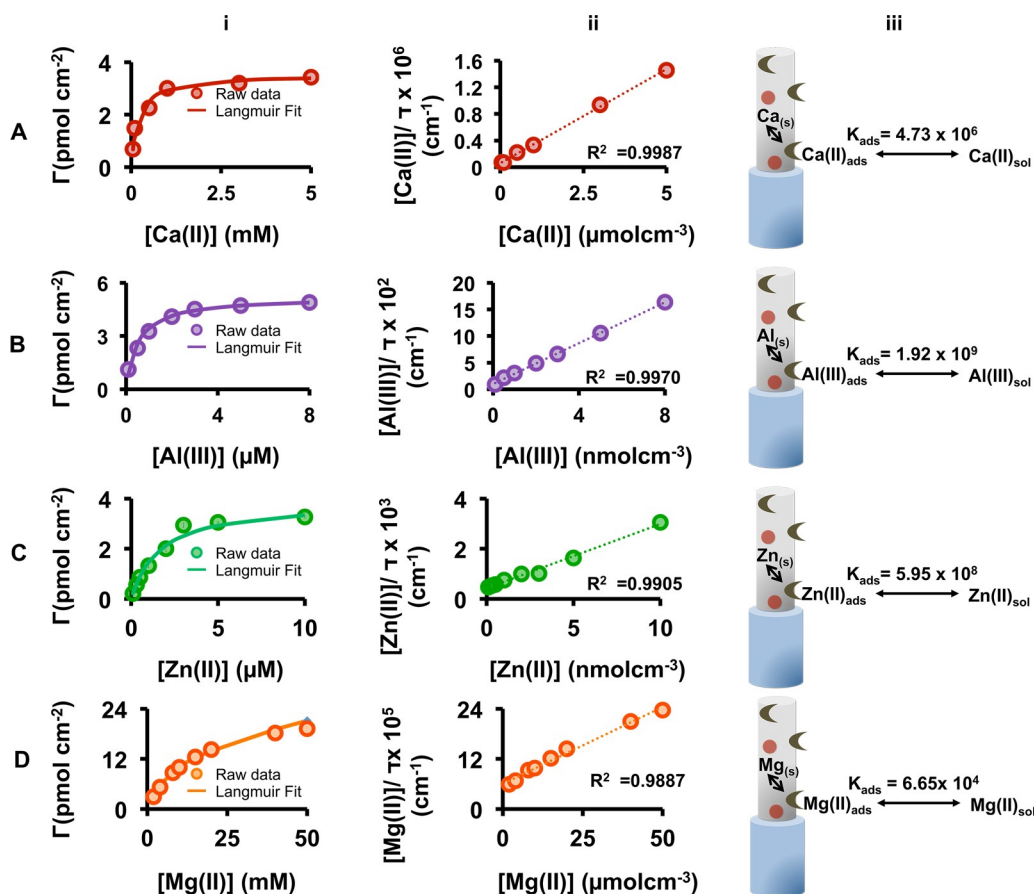 i
ii
iii
A
Γ(pmol cm-2)
4
2
0
0
2.5
5
Raw data
Langmuir Fit
[Ca(II)] (mM)
[Ca(II)]/ τ x 10⁶
(cm-1)
1.6
1.2
0.8
0.4
0
0
2.5
5
R² =0.9987
[Ca(II)] (µmolcm-3)
Ca(s)
Kads = 4.73 x 10⁶
Ca(II)ads
Ca(II)sol
B
Γ(pmol cm-2)
6
3
0
0
4
8
Raw data
Langmuir Fit
[Al(III)] (µM)
[Al(III)]/ τ x 10²
(cm-1)
20
15
10
5
0
0
4
8
R² =0.9970
[Al(III)] (nmolcm-3)
Al(s)
Kads = 1.92 x 10⁹
Al(III)ads
Al(III)sol
C
Γ(pmol cm-2)
4
2
0
0
5
10
Raw data
Langmuir Fit
[Zn(II)] (µM)
[Zn(II)]/ τ x 10³
(cm-1)
4
2
0
0
5
10
R² =0.9905
[Zn(II)] (nmolcm-3)
Zn(s)
Kads = 5.95 x 10⁸
Zn(II)ads
Zn(II)sol
D
Γ(pmol cm-2)
24
12
0
0
25
50
Raw data
Langmuir Fit
[Mg(II)] (mM)
[Mg(II)]/ τx 10⁵
(cm-1)
24
12
0
0
25
50
R² =0.9887
[Mg(II)] (µmolcm-3)
Mg(s)
Kads = 6.65x 10⁴
Mg(II)ads
Mg(II)sol